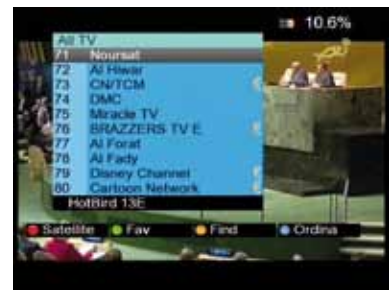 10.6%
All TV
71 Noursat
72 Al Hiwar
73 CN/TCM
74 DMC
75 Miracle TV
76 BRAZZERS TV E
77 Al Forat
78 Al Fady
79 Disney Channel
80 Cartoon Network
HotBird 13E
Satellite Fav Find Ordina